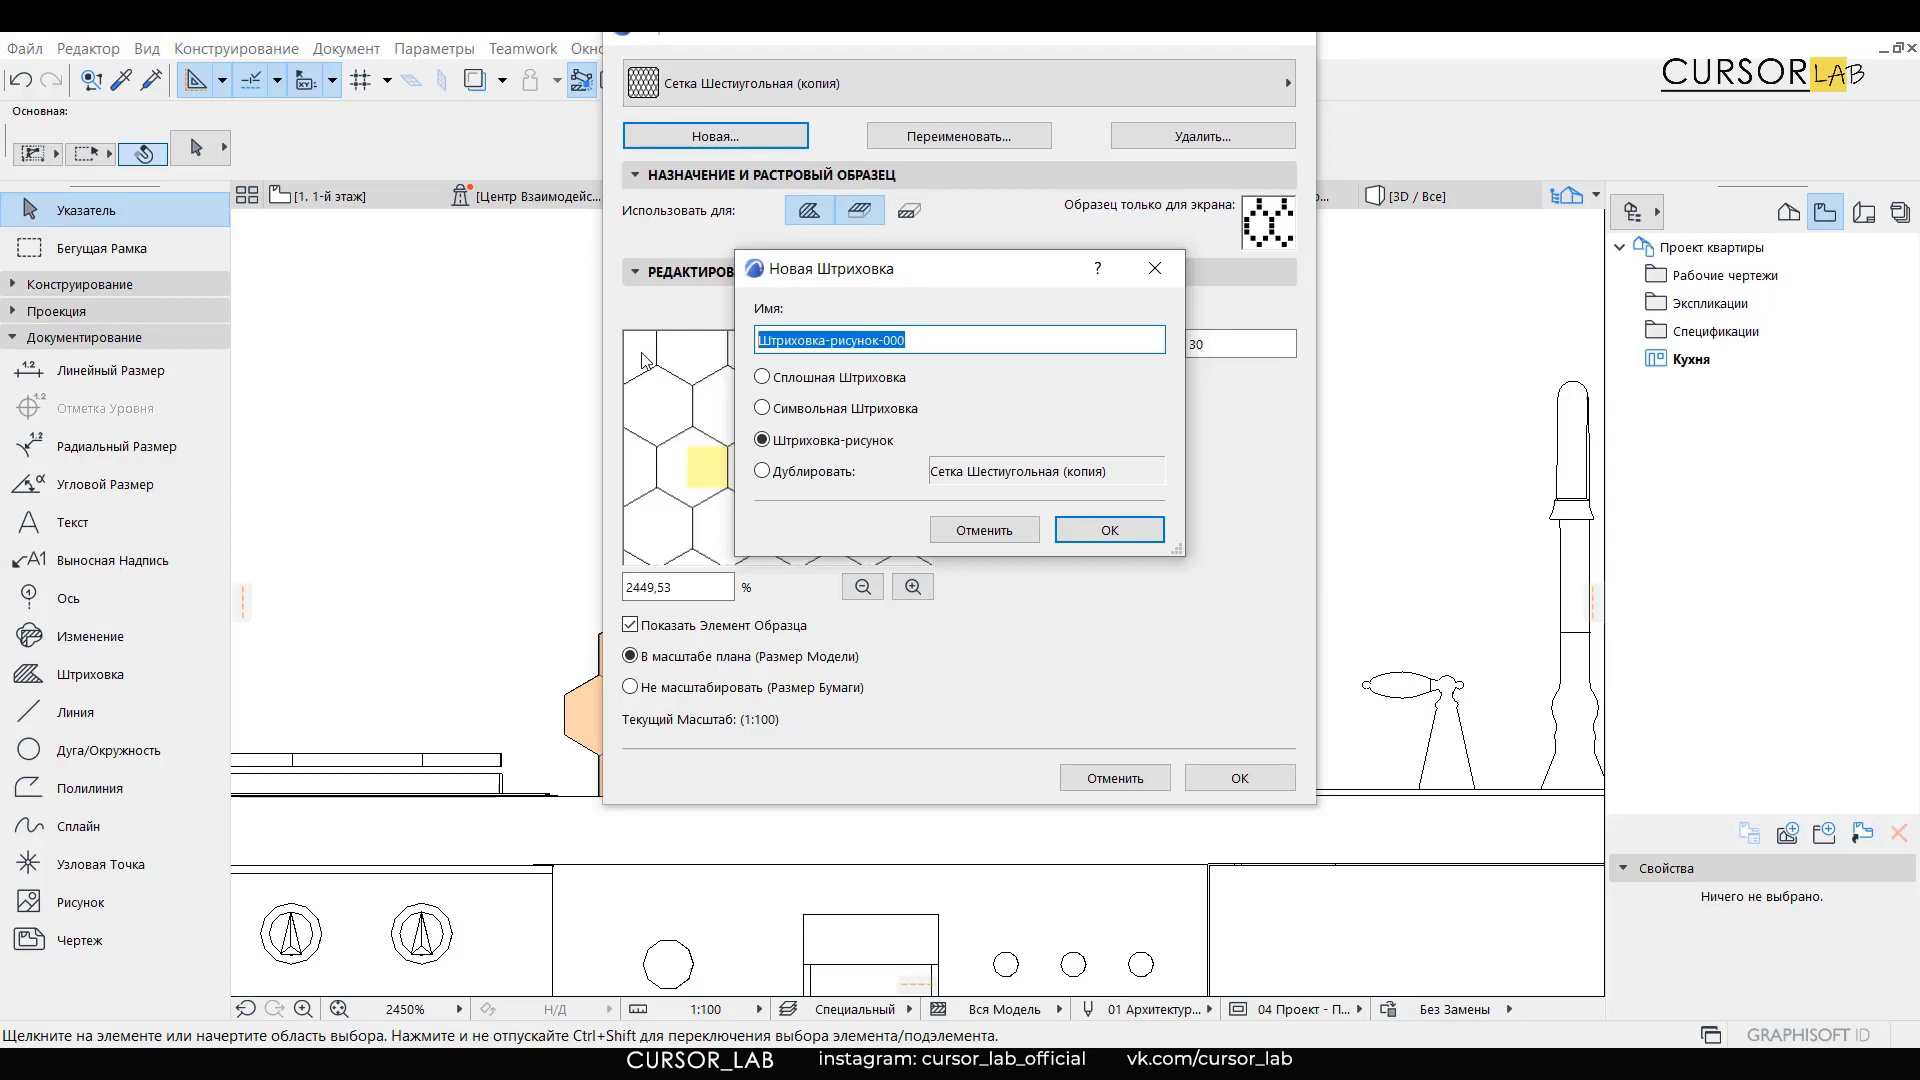 Файл Редактор Вид Конструирование Документ Параметры Teamwork Окно
CURSOR LAB
Основная:
Сетка Шестиугольная (копия)
Новая... Переименовать... Удалить...
НАЗНАЧЕНИЕ И РАСТРОВЫЙ ОБРАЗЕЦ
Использовать для: Образец только для экрана:
[1. 1-й этаж] [Центр Взаимодейс... [3D / Все]
Указатель
Бегущая Рамка
Конструирование
Проекция
Документирование
Линейный Размер
Отметка Уровня
Радиальный Размер
Угловой Размер
Текст
Выносная Надпись
Ось
Изменение
Штриховка
Линия
Дуга/Окружность
Полилиния
Сплайн
Узловая Точка
Рисунок
Чертеж
РЕДАКТИРОВ
Новая Штриховка ?
Имя:
Штриховка-рисунок-000
30
Сплошная Штриховка
Символьная Штриховка
Штриховка-рисунок
Дублировать: Сетка Шестиугольная (копия)
Отменить OK
2449,53 %
Показать Элемент Образца
В масштабе плана (Размер Модели)
Не масштабировать (Размер Бумаги)
Текущий Масштаб: (1:100)
Отменить OK
Проект квартиры
Рабочие чертежи
Экспликации
Спецификации
Кухня
Свойства
Ничего не выбрано.
2450% Н/Д 1:100 Специальный Вся Модель 01 Архитектур... 04 Проект - П... Без Замены
Щелкните на элементе или начертите область выбора. Нажмите и не отпускайте Ctrl+Shift для переключения выбора элемента/подэлемента.
GRAPHISOFT ID
CURSOR_LAB instagram: cursor_lab_official vk.com/cursor_lab